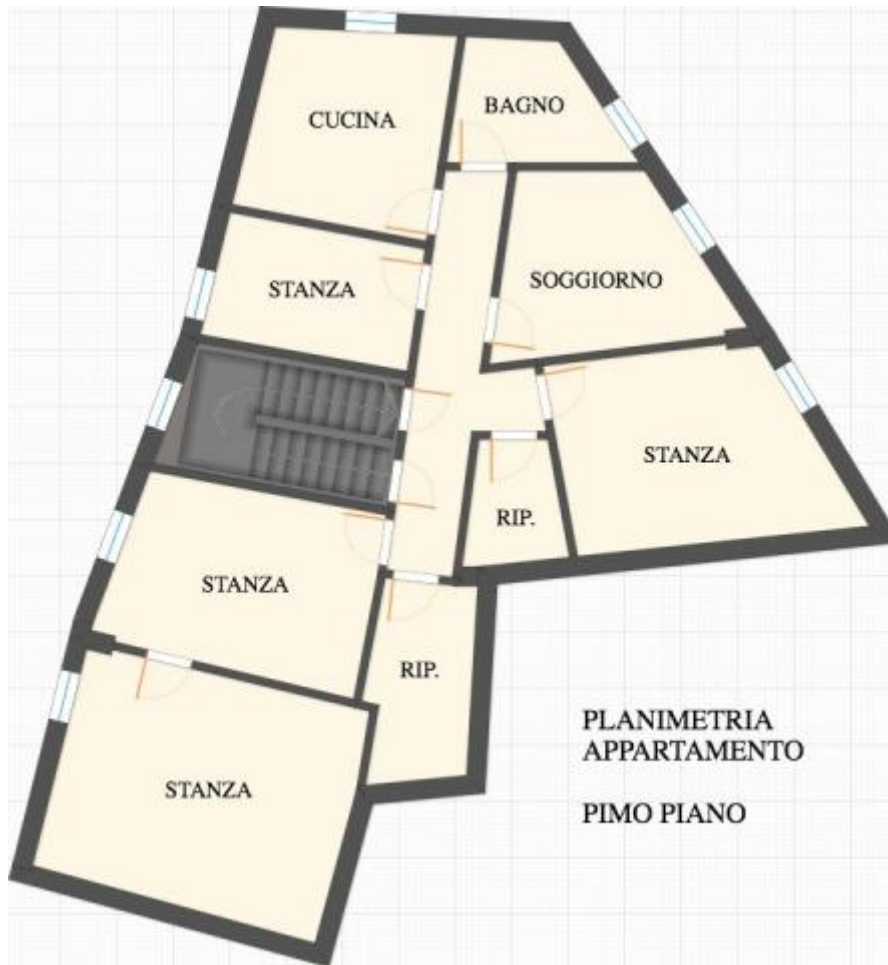 CUCINA
BAGNO
STANZA
SOGGIORNO
STANZA
RIP.
STANZA
RIP.
STANZA
PLANIMETRIA
APPARTAMENTO
PIMO PIANO